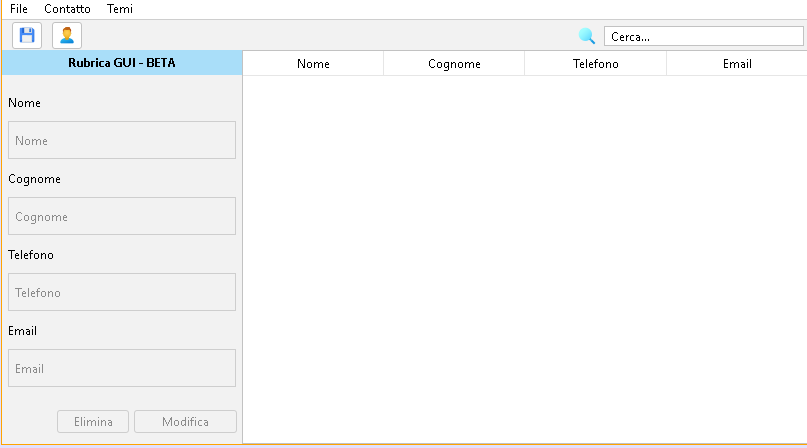 File Contatto Temi
Cerca...
Rubrica GUI - BETA
Nome Cognome Telefono Email
Nome
Nome
Cognome
Cognome
Telefono
Telefono
Email
Email
Elimina Modifica